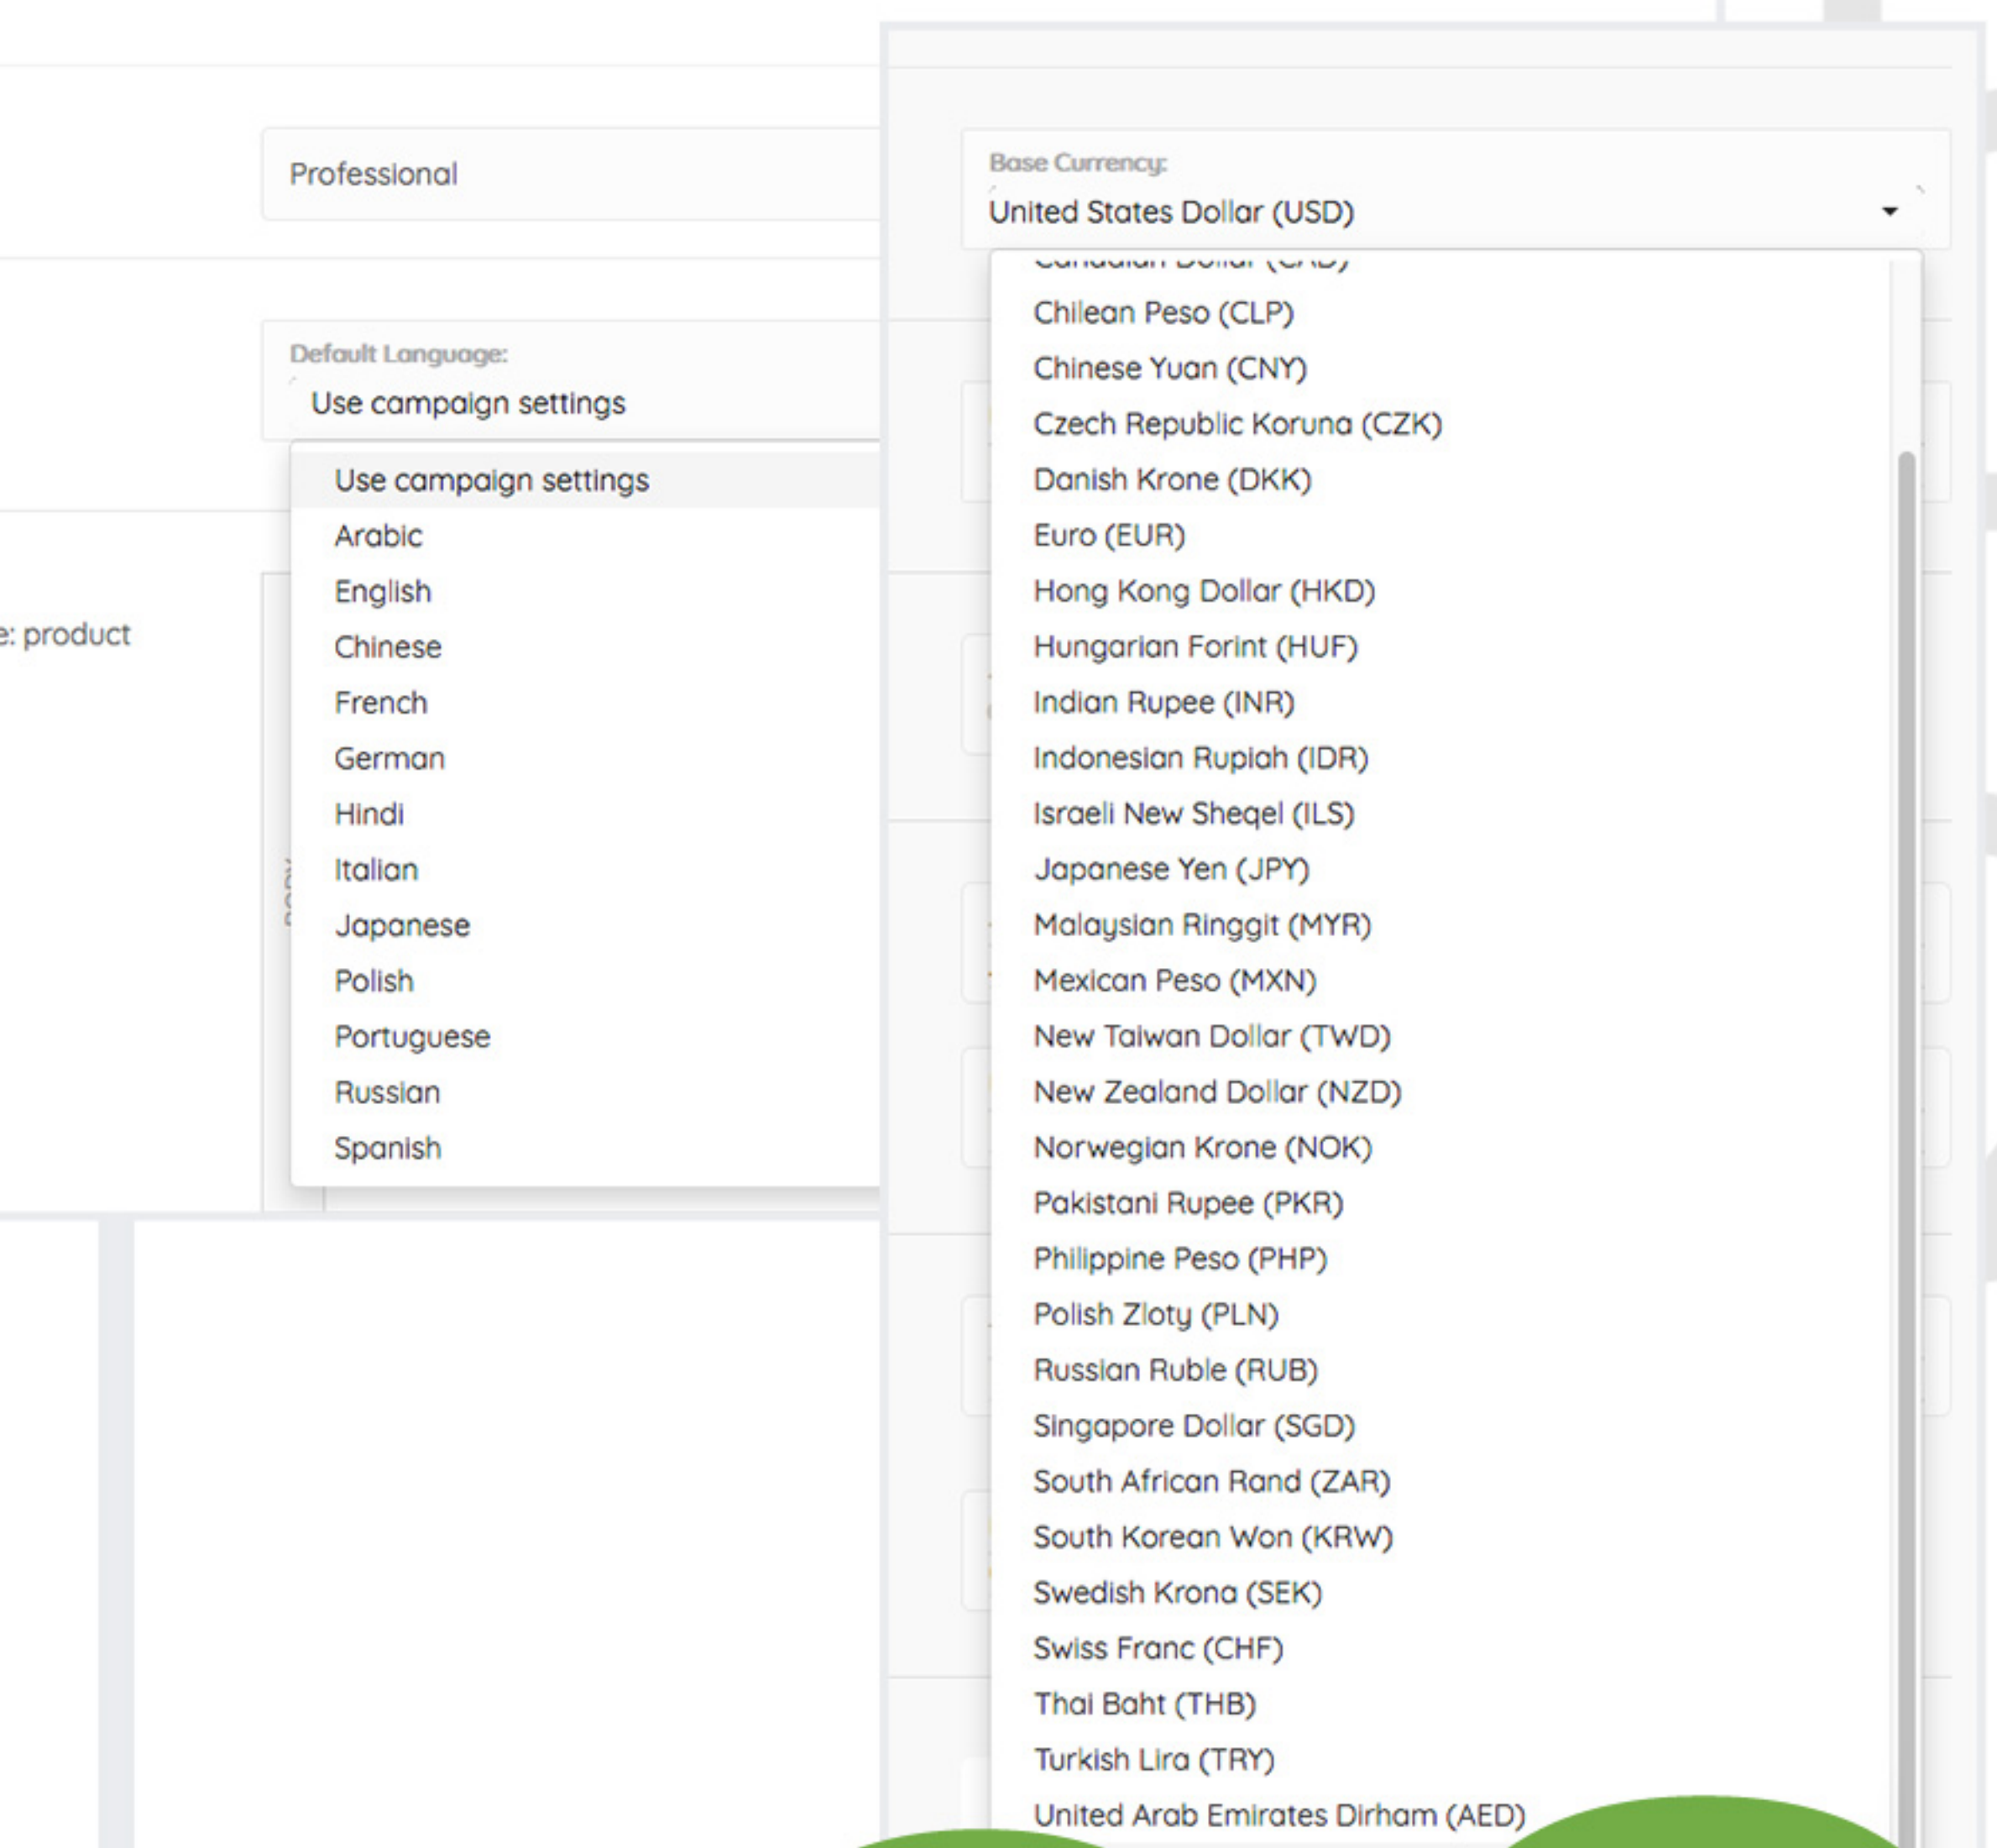 Professional
Default Language:
Use campaign settings
Use campaign settings
Arabic
English
Chinese
French
German
Hindi
Italian
Japanese
Polish
Portuguese
Russian
Spanish
e: product
Base Currency:
United States Dollar (USD)
Canadian Dollar (CAD)
Chilean Peso (CLP)
Chinese Yuan (CNY)
Czech Republic Koruna (CZK)
Danish Krone (DKK)
Euro (EUR)
Hong Kong Dollar (HKD)
Hungarian Forint (HUF)
Indian Rupee (INR)
Indonesian Rupiah (IDR)
Israeli New Sheqel (ILS)
Japanese Yen (JPY)
Malaysian Ringgit (MYR)
Mexican Peso (MXN)
New Taiwan Dollar (TWD)
New Zealand Dollar (NZD)
Norwegian Krone (NOK)
Pakistani Rupee (PKR)
Philippine Peso (PHP)
Polish Zloty (PLN)
Russian Ruble (RUB)
Singapore Dollar (SGD)
South African Rand (ZAR)
South Korean Won (KRW)
Swedish Krona (SEK)
Swiss Franc (CHF)
Thai Baht (THB)
Turkish Lira (TRY)
United Arab Emirates Dirham (AED)